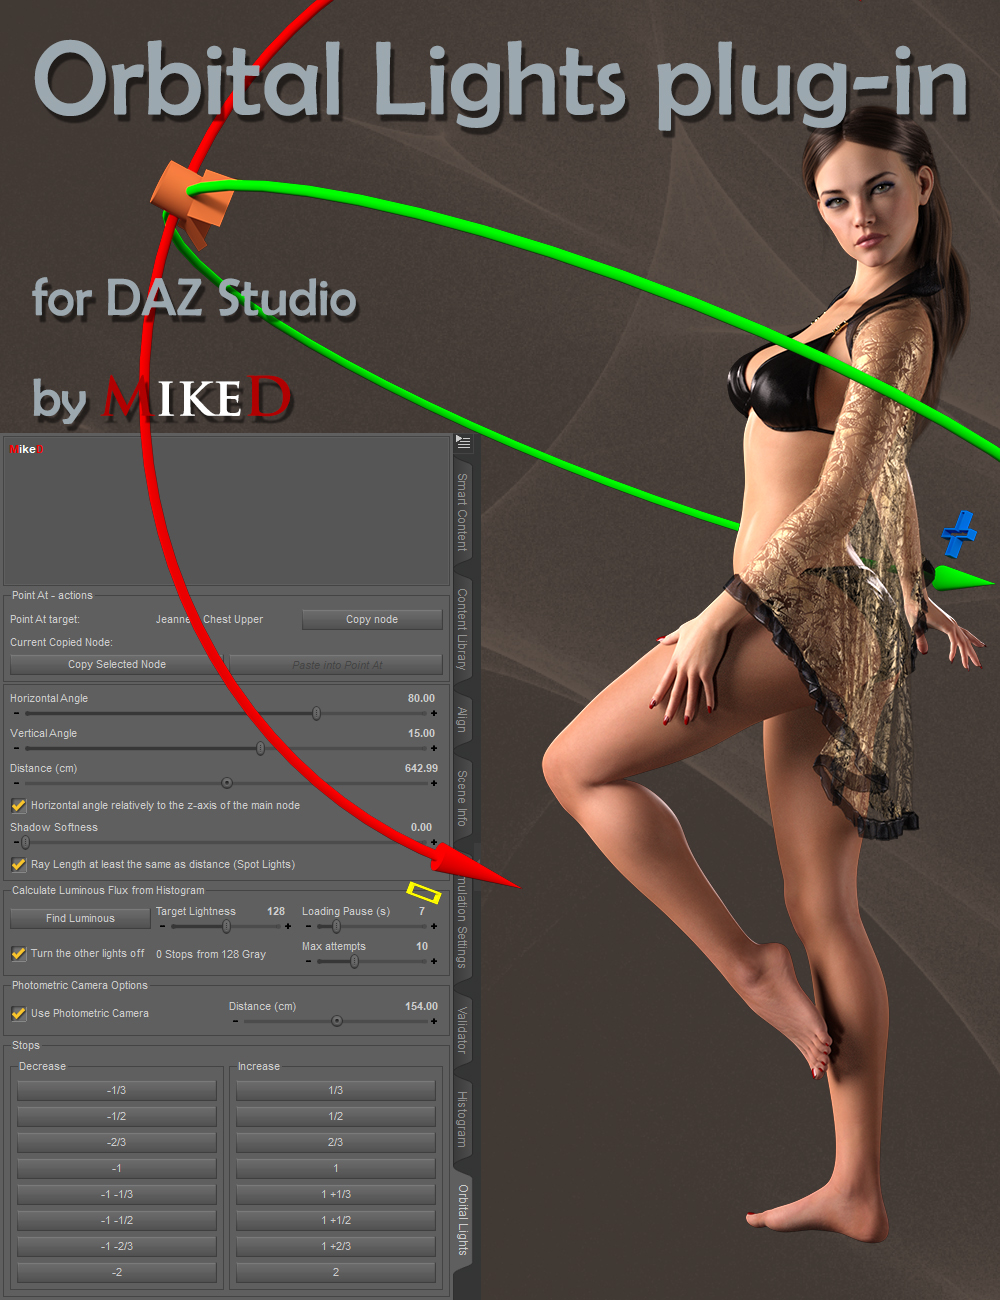 Orbital Lights plug-in
for DAZ Studio
by MIKED
MikeD
Smart Content
Content Library
Align
Scene Info
mulation Settings
Validator
Histogram
Orbital Lights
Point At - actions
Point At target:
Jeanne Chest Upper
Copy node
Current Copied Node:
Copy Selected Node
Paste into Point At
Horizontal Angle 80.00
- +
Vertical Angle 15.00
- +
Distance (cm) 642.99
- +
Horizontal angle relatively to the z-axis of the main node
Shadow Softness 0.00
- +
Ray Length at least the same as distance (Spot Lights)
Calculate Luminous Flux from Histogram
Find Luminous
Target Lightness 128
- +
Loading Pause (s) 7
- +
Turn the other lights off
0 Stops from 128 Gray
Max attempts 10
- +
Photometric Camera Options
Use Photometric Camera
Distance (cm) 154.00
- +
Stops
Decrease
-1/3
-1/2
-2/3
-1
-1 -1/3
-1 -1/2
-1 -2/3
-2
Increase
1/3
1/2
2/3
1
1 +1/3
1 +1/2
1 +2/3
2